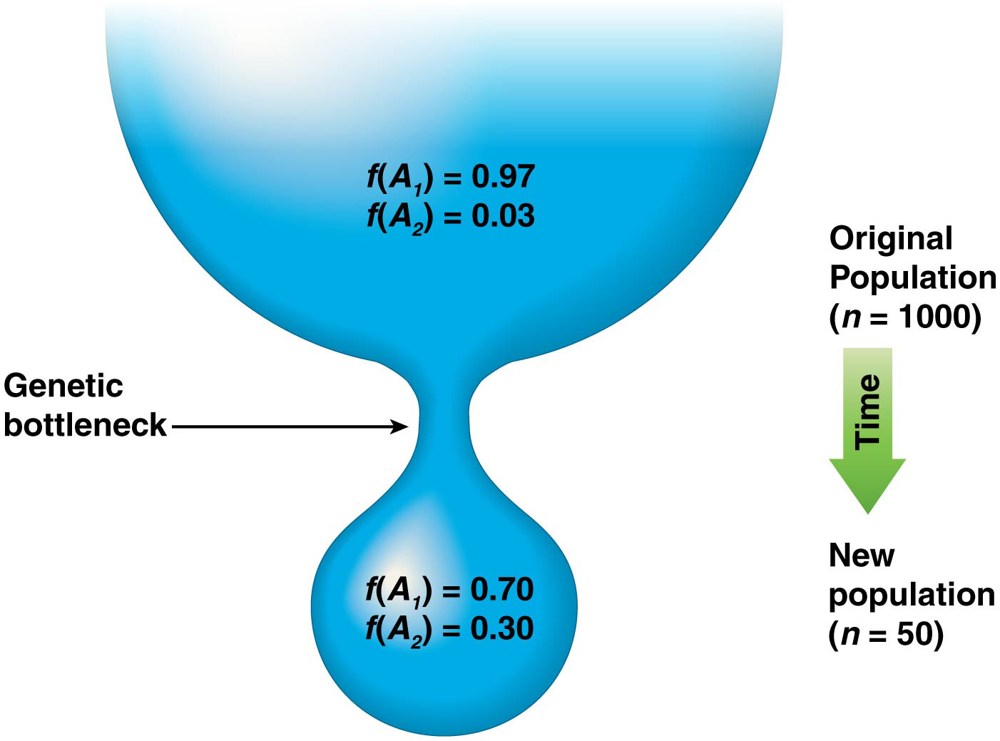 f(A₁) = 0.97
f(A₂) = 0.03
Original
Population
(n = 1000)
Genetic
bottleneck
Time
f(A₁) = 0.70
f(A₂) = 0.30
New
population
(n = 50)